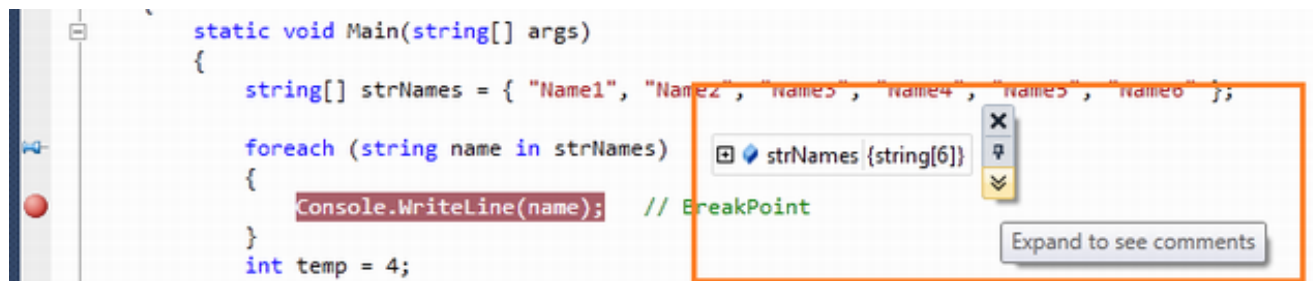 static void Main(string[] args)
{
string[] strNames = { "Name1", "Name2", "Name3", "Name4", "Name5", "Name6" };
foreach (string name in strNames)
strNames {string[6]}
{
Console.WriteLine(name); // BreakPoint
}
Expand to see comments
int temp = 4;